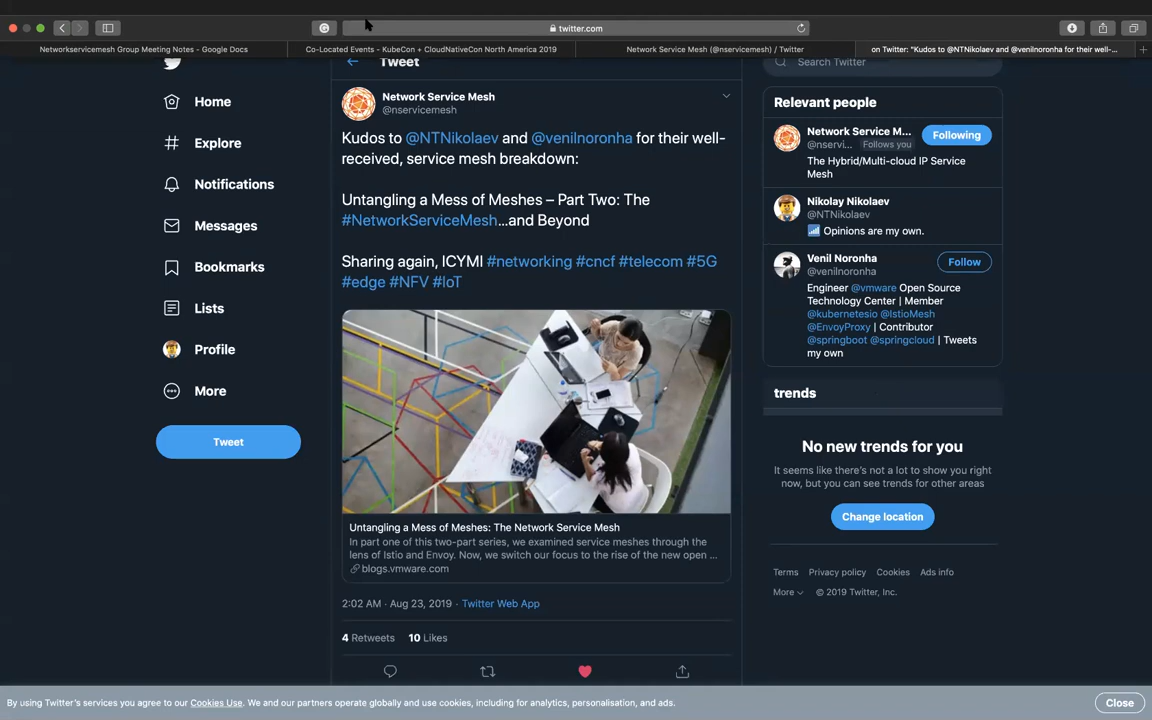 twitter.com
Networkservicemesh Group Meeting Notes - Google Docs
Co-Located Events - KubeCon + CloudNativeCon North America 2019
Network Service Mesh (@nservicemesh) / Twitter
on Twitter: "Kudos to @NTNikolaev and @venilnoronha for their well-...
Home
Explore
Notifications
Messages
Bookmarks
Lists
Profile
More
Tweet
Tweet
Network Service Mesh
@nservicemesh
Kudos to @NTNikolaev and @venilnoronha for their well-
received, service mesh breakdown:
Untangling a Mess of Meshes – Part Two: The
#NetworkServiceMesh...and Beyond
Sharing again, ICYMI #networking #cncf #telecom #5G
#edge #NFV #IoT
Untangling a Mess of Meshes: The Network Service Mesh
In part one of this two-part series, we examined service meshes through the
lens of Istio and Envoy. Now, we switch our focus to the rise of the new open ...
blogs.vmware.com
2:02 AM · Aug 23, 2019 · Twitter Web App
4 Retweets 10 Likes
Search Twitter
Relevant people
Network Service M...
@nservi... Follows you
Following
The Hybrid/Multi-cloud IP Service
Mesh
Nikolay Nikolaev
@NTNikolaev
Opinions are my own.
Venil Noronha
@venilnoronha
Follow
Engineer @vmware Open Source
Technology Center | Member
@kubernetesio @IstioMesh
@EnvoyProxy | Contributor
@springboot @springcloud | Tweets
my own
trends
No new trends for you
It seems like there's not a lot to show you right
now, but you can see trends for other areas
Change location
Terms Privacy policy Cookies Ads info
More © 2019 Twitter, Inc.
By using Twitter's services you agree to our Cookies Use. We and our partners operate globally and use cookies, including for analytics, personalisation, and ads.
Close